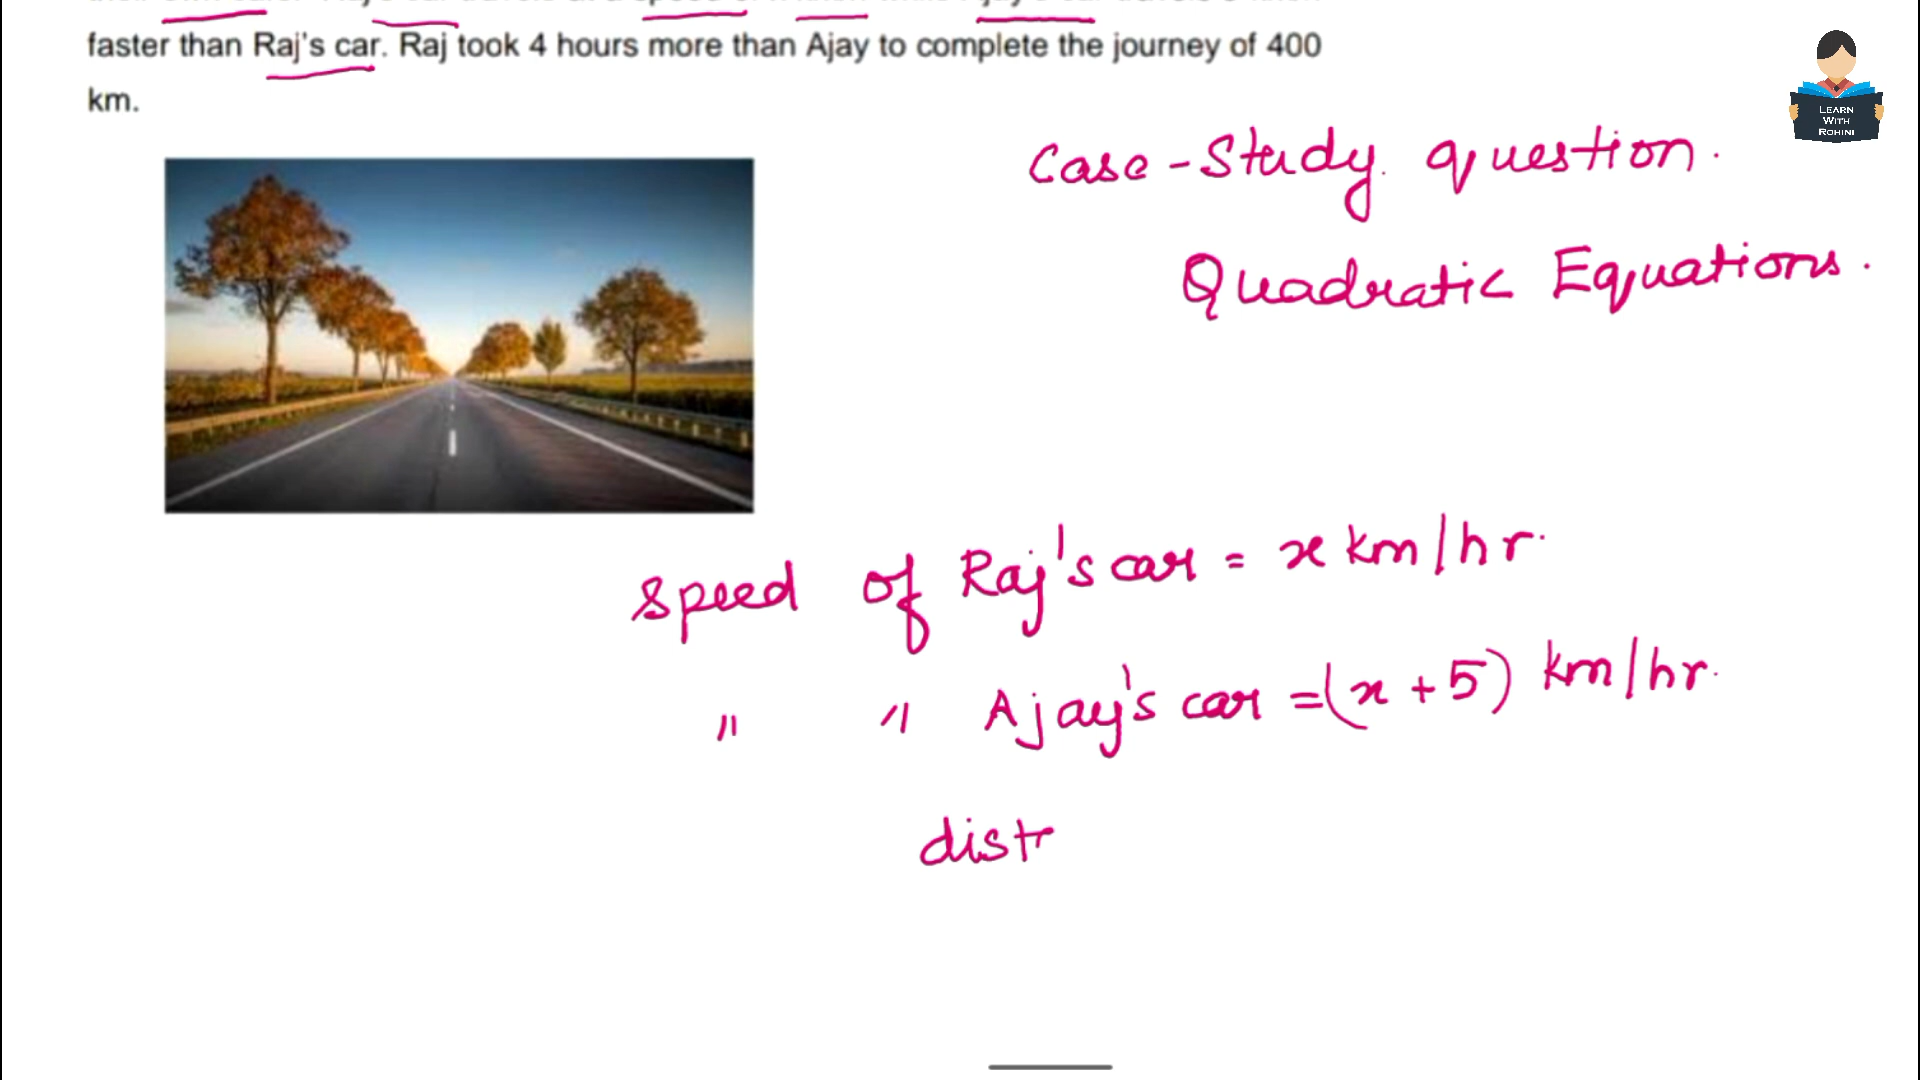 faster than Raj's car. Raj took 4 hours more than Ajay to complete the journey of 400
km.
LEARN
WITH
ROHINI
Case-Study question.
Quadratic Equations.
speed of Raj's car = x km/hr.
" " Ajay's car = (x + 5) km/hr.
dist